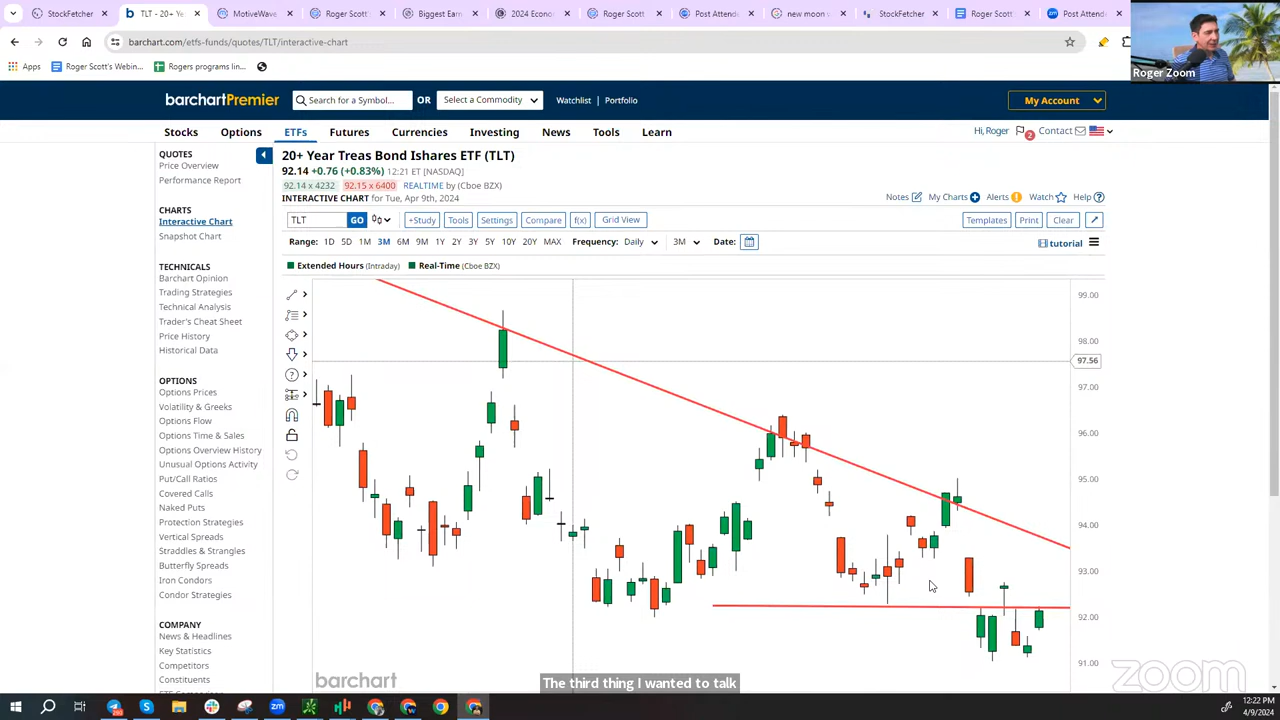 StockFetcher
TLT - 20+ Ye
MotiveWave
Roger Scott
Biggest Earn
2024 Econo
Roger Scott
Post Attend
new moon c
StockFetcher
Roger Scott
Post Attend
barchart.com/etfs-funds/quotes/TLT/interactive-chart
Apps
Roger Scott's Webin...
Rogers programs lin...
Roger Zoom
barchartPremier
Search for a Symbol...
OR
Select a Commodity
Watchlist | Portfolio
My Account
Stocks
Options
ETFs
Futures
Currencies
Investing
News
Tools
Learn
Hi, Roger
2
Contact
QUOTES
Price Overview
Performance Report
CHARTS
Interactive Chart
Snapshot Chart
TECHNICALS
Barchart Opinion
Trading Strategies
Technical Analysis
Trader's Cheat Sheet
Price History
Historical Data
OPTIONS
Options Prices
Volatility & Greeks
Options Flow
Options Time & Sales
Options Overview History
Unusual Options Activity
Put/Call Ratios
Covered Calls
Naked Puts
Protection Strategies
Vertical Spreads
Straddles & Strangles
Butterfly Spreads
Iron Condors
Condor Strategies
COMPANY
News & Headlines
Key Statistics
Competitors
Constituents
20+ Year Treas Bond Ishares ETF (TLT)
92.14 +0.76 (+0.83%) 12:21 ET [NASDAQ]
92.14 x 4232 92.15 x 6400 REALTIME by (Cboe BZX)
INTERACTIVE CHART for Tue, Apr 9th, 2024
Notes
My Charts
Alerts
Watch
Help
TLT
GO
+Study
Tools
Settings
Compare
f(x)
Grid View
Templates
Print
Clear
Range: 1D 5D 1M 3M 6M 9M 1Y 2Y 3Y 5Y 10Y 20Y MAX Frequency: Daily 3M Date:
tutorial
Extended Hours (Intraday) Real-Time (Cboe BZX)
99.00
98.00
97.56
97.00
96.00
95.00
94.00
93.00
92.00
91.00
barchart
zoom
The third thing I wanted to talk
12:22 PM
4/9/2024